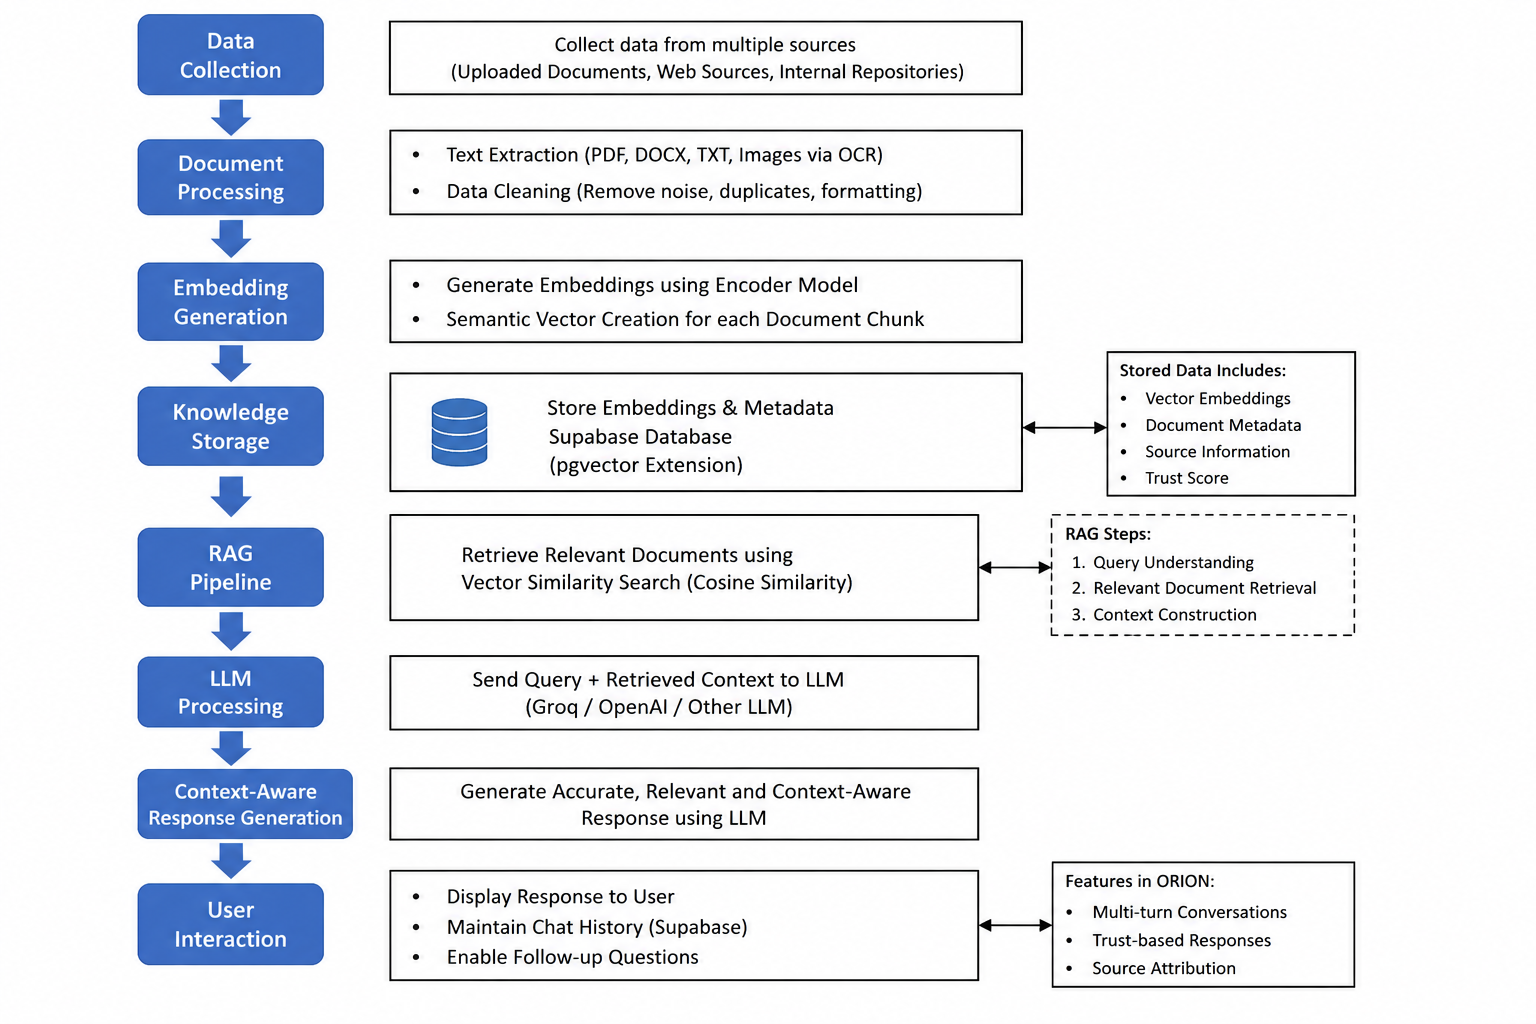 Data
Collection
Collect data from multiple sources
(Uploaded Documents, Web Sources, Internal Repositories)
Document
Processing
• Text Extraction (PDF, DOCX, TXT, Images via OCR)
• Data Cleaning (Remove noise, duplicates, formatting)
Embedding
Generation
• Generate Embeddings using Encoder Model
• Semantic Vector Creation for each Document Chunk
Knowledge
Storage
Store Embeddings & Metadata
Supabase Database
(pgvector Extension)
Stored Data Includes:
• Vector Embeddings
• Document Metadata
• Source Information
• Trust Score
RAG
Pipeline
Retrieve Relevant Documents using
Vector Similarity Search (Cosine Similarity)
RAG Steps:
1. Query Understanding
2. Relevant Document Retrieval
3. Context Construction
LLM
Processing
Send Query + Retrieved Context to LLM
(Groq / OpenAI / Other LLM)
Context-Aware
Response Generation
Generate Accurate, Relevant and Context-Aware
Response using LLM
User
Interaction
• Display Response to User
• Maintain Chat History (Supabase)
• Enable Follow-up Questions
Features in ORION:
• Multi-turn Conversations
• Trust-based Responses
• Source Attribution